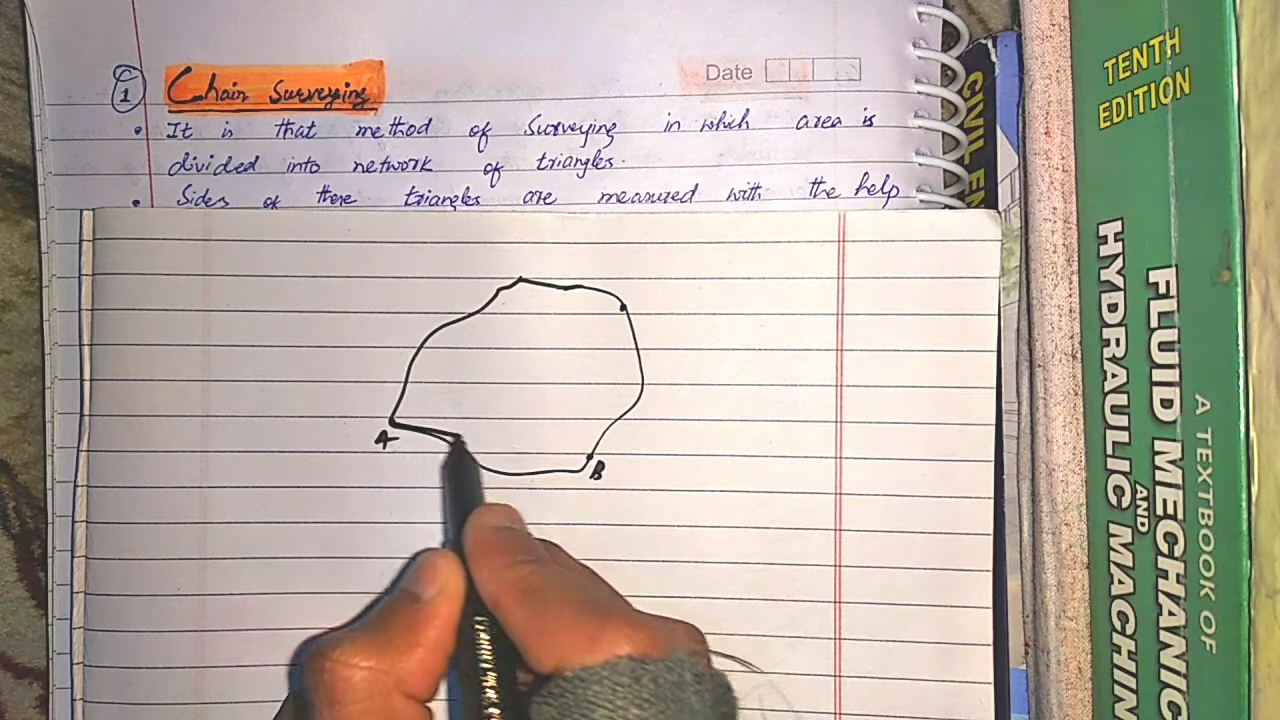 1
Chain Surveying
Date
• It is that method of Surveying in which area is
divided into network of triangles.
• Sides of these triangles are measured with the help
A
B
CIVIL EN
TENTH
EDITION
A TEXTBOOK OF
FLUID MECHANIC
AND
HYDRAULIC MACHIN